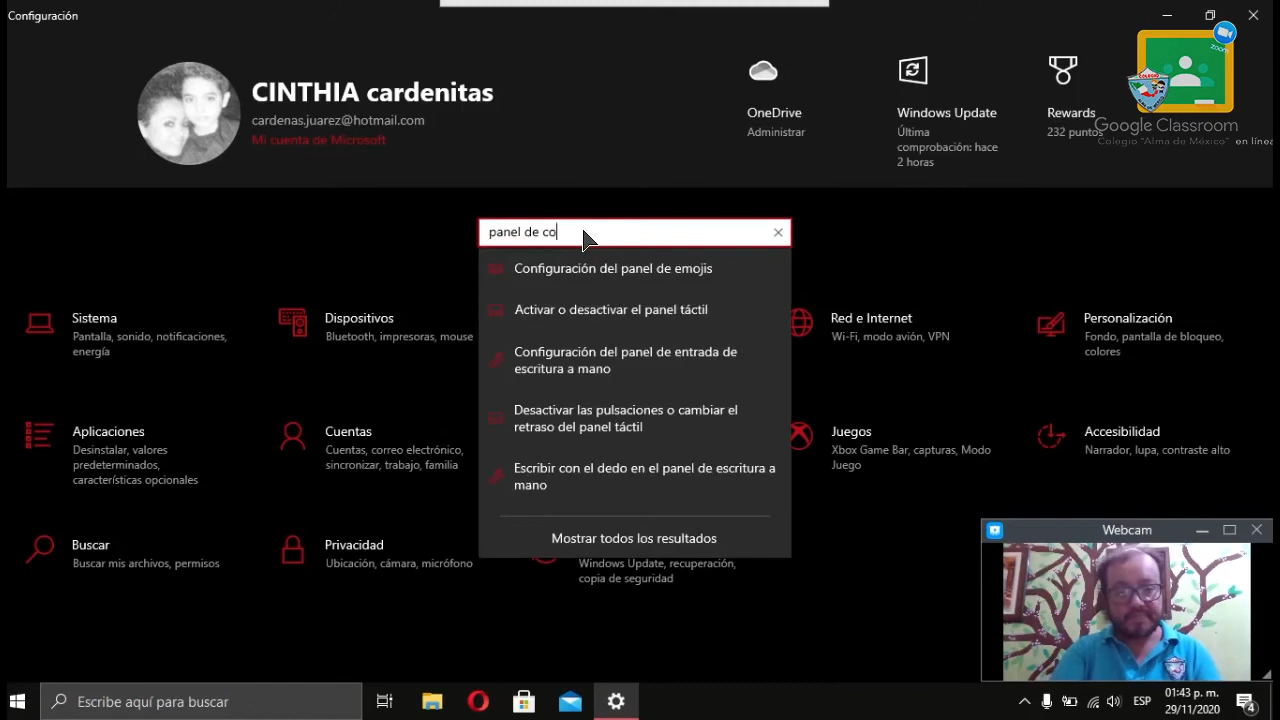 Configuración
CINTHIA cardenitas
cardenas.juarez@hotmail.com
Mi cuenta de Microsoft
OneDrive
Administrar
Windows Update
Última
comprobación: hace
2 horas
Rewards
232 puntos
zoom
COLEGIO
Google Classroom
Colegio "Alma de México" en línea
panel de co
Configuración del panel de emojis
Activar o desactivar el panel táctil
Configuración del panel de entrada de
escritura a mano
Desactivar las pulsaciones o cambiar el
retraso del panel táctil
Escribir con el dedo en el panel de escritura a
mano
Mostrar todos los resultados
Sistema
Pantalla, sonido, notificaciones,
energía
Dispositivos
Bluetooth, impresoras, mouse
Red e Internet
Wi-Fi, modo avión, VPN
Personalización
Fondo, pantalla de bloqueo,
colores
Aplicaciones
Desinstalar, valores
predeterminados,
características opcionales
Cuentas
Cuentas, correo electrónico,
sincronizar, trabajo, familia
Juegos
Xbox Game Bar, capturas, Modo
Juego
Accesibilidad
Narrador, lupa, contraste alto
Buscar
Buscar mis archivos, permisos
Privacidad
Ubicación, cámara, micrófono
Windows Update, recuperación,
copia de seguridad
Webcam
Escribe aquí para buscar
ESP
01:43 p. m.
29/11/2020
4